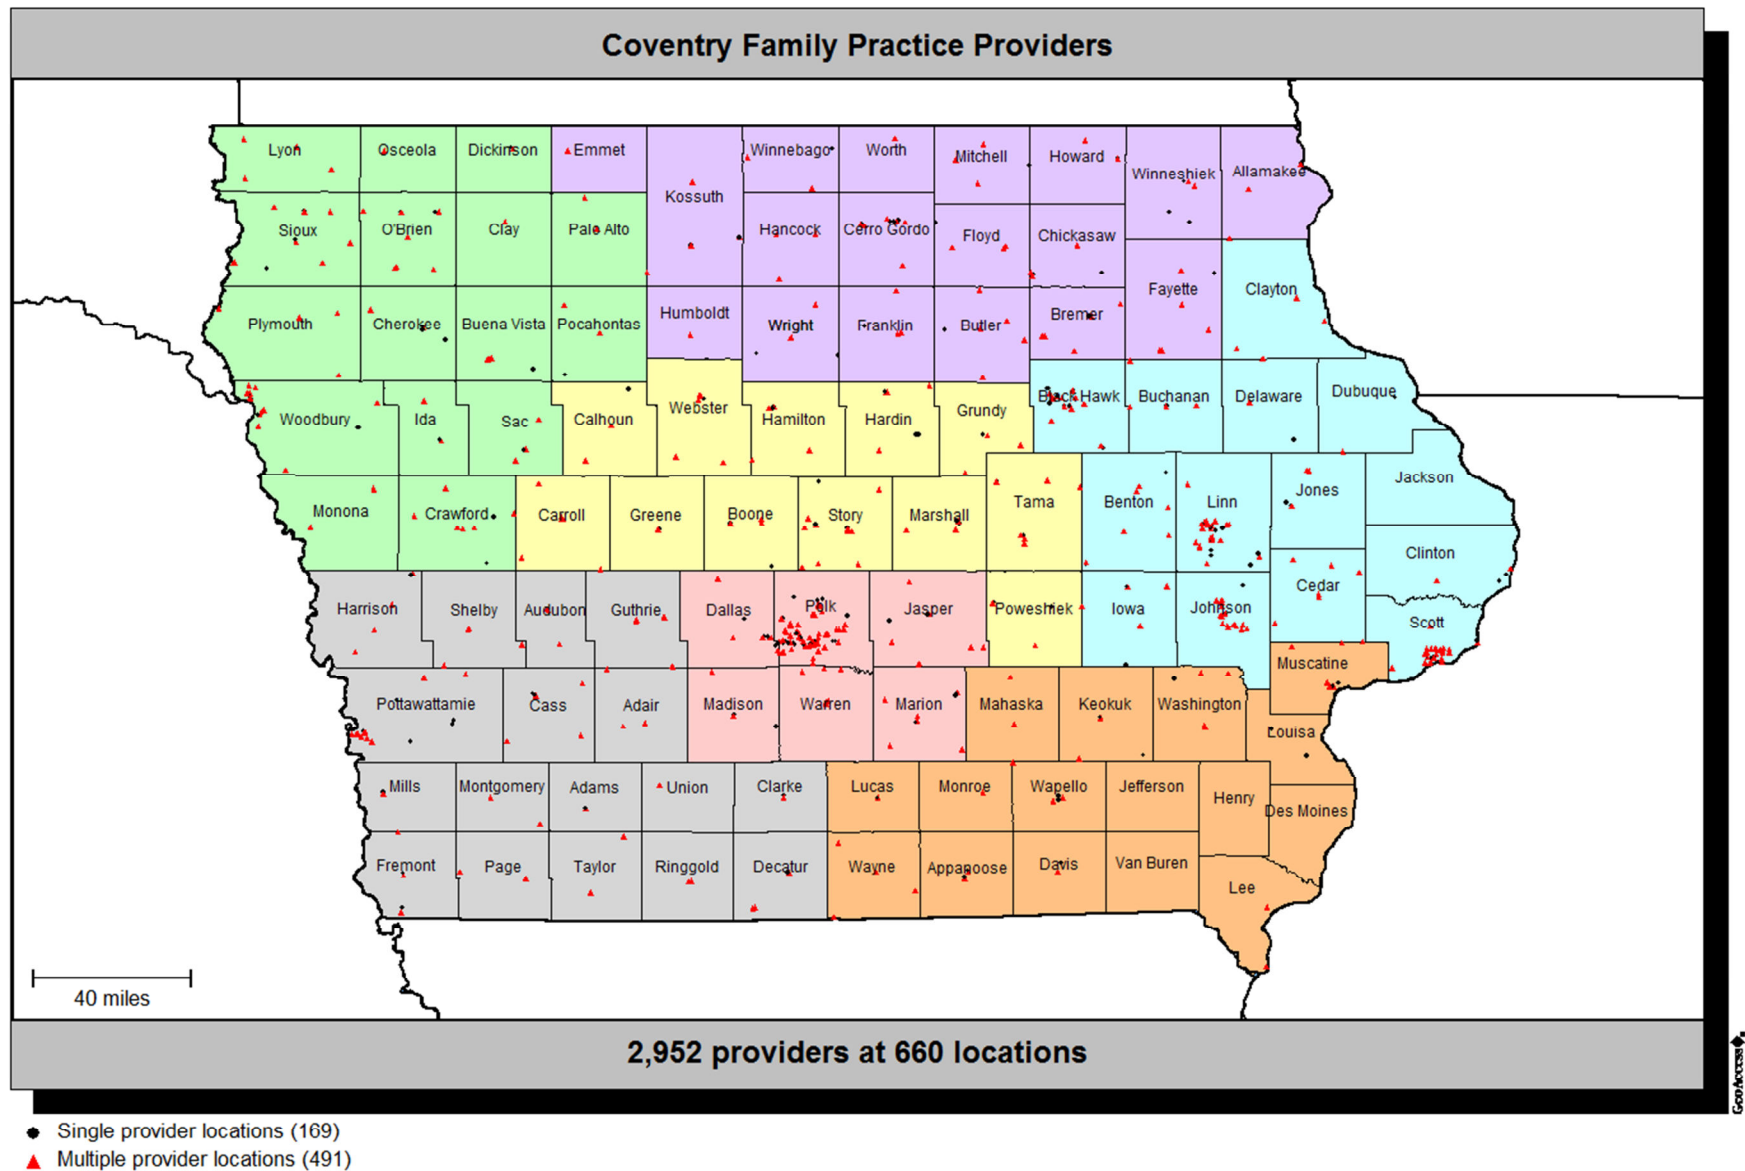 Coventry Family Practice Providers
Lyon Osceola Dickinson Emmet Winnebago Worth Mitchell Howard Winneshiek Allamakee
Kossuth
Sioux O'Brien Clay Palo Alto Hancock Cerro Gordo Floyd Chickasaw
Plymouth Cherokee Buena Vista Pocahontas Humboldt Wright Franklin Butler Bremer Fayette Clayton
Woodbury Ida Sac Calhoun Webster Hamilton Hardin Grundy Black Hawk Buchanan Delaware Dubuque
Monona Crawford Carroll Greene Boone Story Marshall Tama Benton Linn Jones Jackson
Clinton
Harrison Shelby Audubon Guthrie Dallas Polk Jasper Poweshiek Iowa Johnson Cedar Scott
Muscatine
Pottawattamie Cass Adair Madison Warren Marion Mahaska Keokuk Washington Louisa
Mills Montgomery Adams Union Clarke Lucas Monroe Wapello Jefferson Henry Des Moines
Fremont Page Taylor Ringgold Decatur Wayne Appanoose Davis Van Buren Lee
40 miles
2,952 providers at 660 locations
GeoAccess
Single provider locations (169)
Multiple provider locations (491)